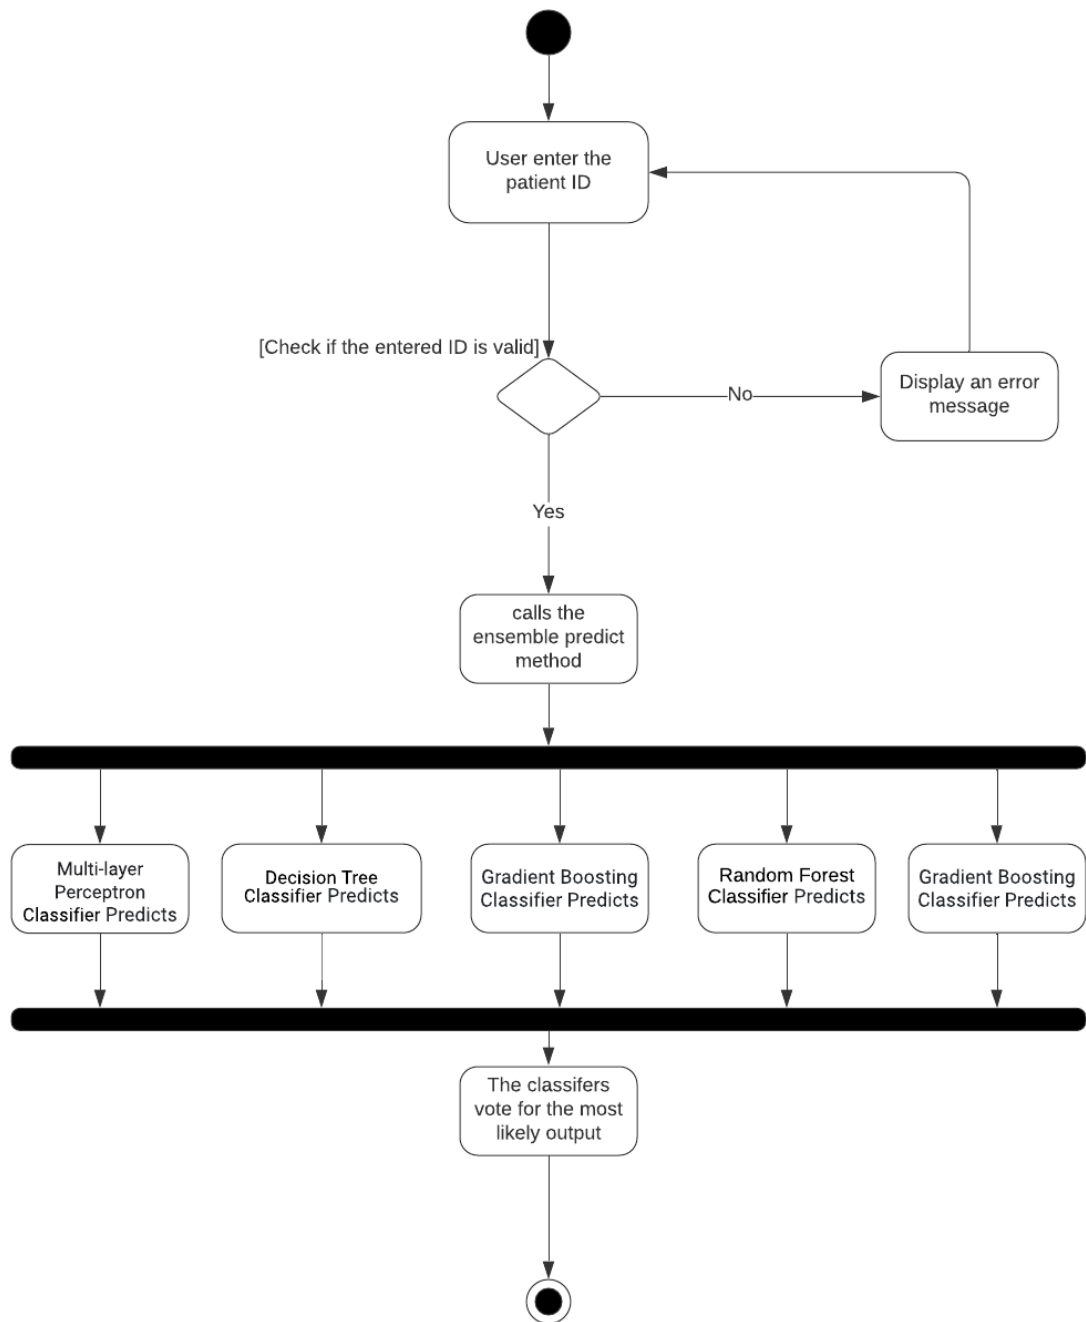 User enter the
patient ID
[Check if the entered ID is valid]
No
Display an error
message
Yes
calls the
ensemble predict
method
Multi-layer
Perceptron
Classifier Predicts
Decision Tree
Classifier Predicts
Gradient Boosting
Classifier Predicts
Random Forest
Classifier Predicts
Gradient Boosting
Classifier Predicts
The classifers
vote for the most
likely output